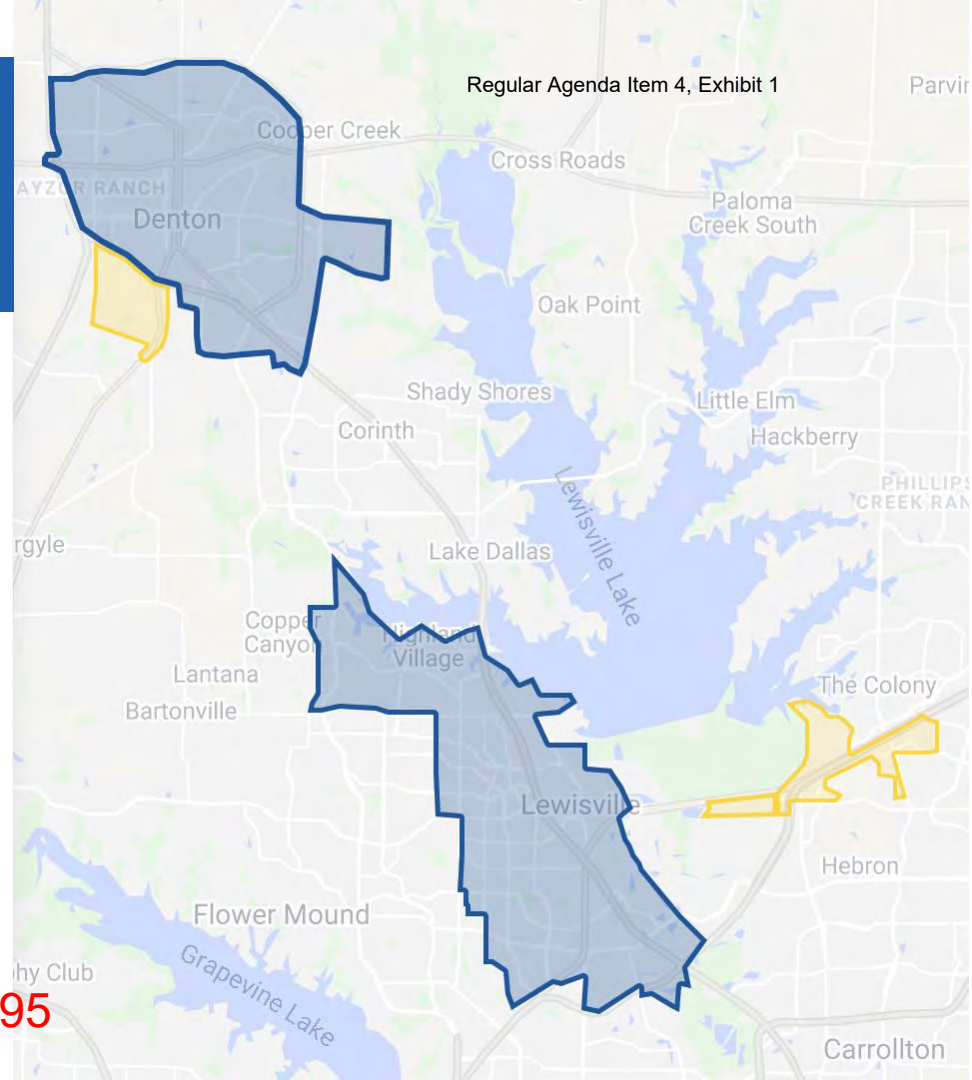 Regular Agenda Item 4, Exhibit 1
Parvin
Cooper Creek
Cross Roads
AYZOR RANCH
Paloma
Creek South
Denton
Oak Point
Shady Shores
Little Elm
Corinth
Hackberry
PHILLIPS
CREEK RAN
Lewisville Lake
rgyle
Lake Dallas
Copper
Canyon
Highland
Village
Lantana
The Colony
Bartonville
Lewisville
Hebron
Flower Mound
Grapevine Lake
hy Club
95
Carrollton